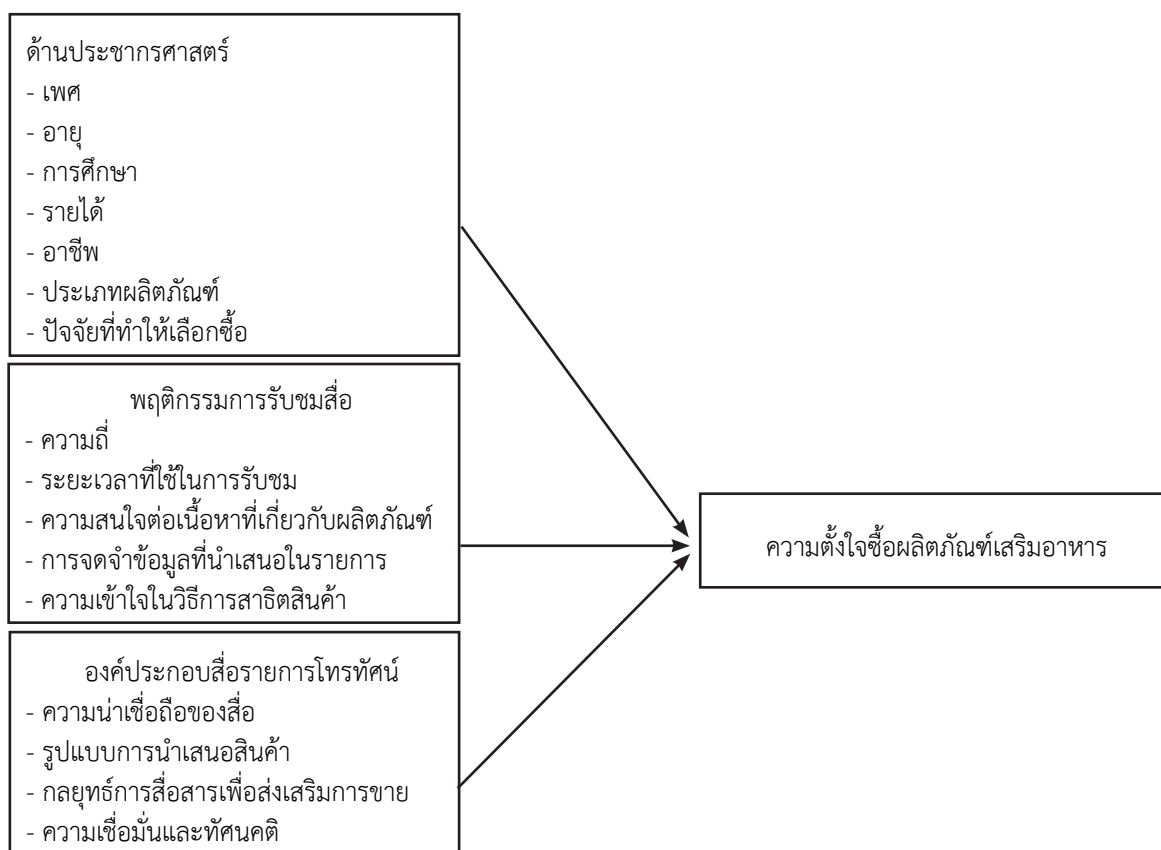 ด้านประชากรศาสตร์
- เพศ
- อายุ
- การศึกษา
- รายได้
- อาชีพ
- ประเภทผลิตภัณฑ์
- ปัจจัยที่ทำให้เลือกซื้อ
พฤติกรรมการรับชมสื่อ
- ความถี่
- ระยะเวลาที่ใช้ในการรับชม
- ความสนใจต่อเนื้อหาที่เกี่ยวกับผลิตภัณฑ์
- การจดจำข้อมูลที่นำเสนอในรายการ
- ความเข้าใจในวิธีการสาธิตสินค้า
องค์ประกอบสื่อรายการโทรทัศน์
- ความน่าเชื่อถือของสื่อ
- รูปแบบการนำเสนอสินค้า
- กลยุทธ์การสื่อสารเพื่อส่งเสริมการขาย
- ความเชื่อมั่นและทัศนคติ
ความตั้งใจซื้อผลิตภัณฑ์เสริมอาหาร